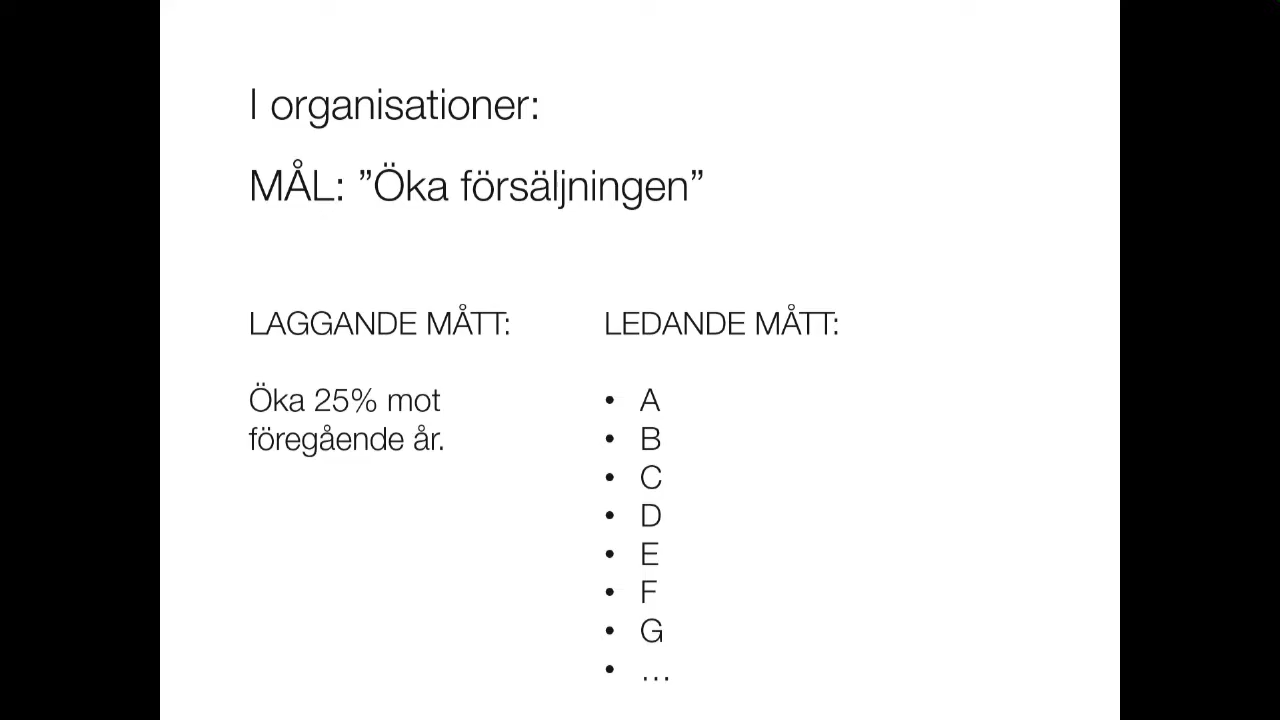 I organisationer:
MÅL: ”Öka försäljningen”
LAGGANDE MÅTT:
Öka 25% mot
föregående år.
LEDANDE MÅTT:
• A
• B
• C
• D
• E
• F
• G
• …